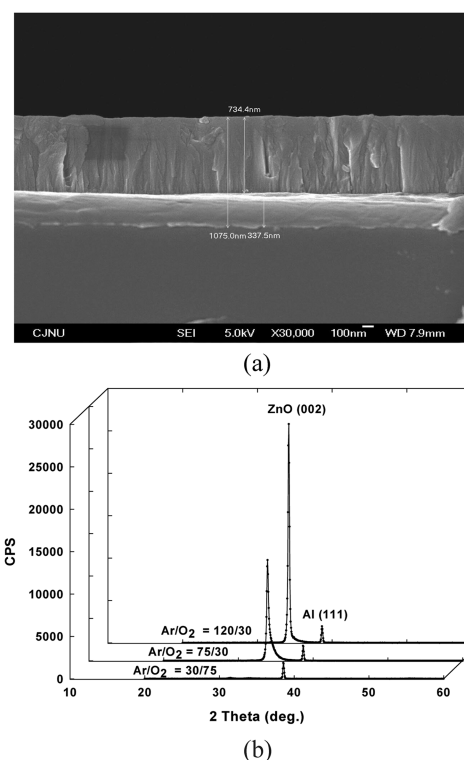 734.4nm
1075.0nm 337.5nm
CJNU SEI 5.0kV X30,000 100nm WD 7.9mm
(a)
ZnO (002)
30000
25000
20000
15000
10000
5000
0
CPS
Al (111)
Ar/O2 = 120/30
Ar/O2 = 75/30
Ar/O2 = 30/75
10 20 30 40 50 60
2 Theta (deg.)
(b)